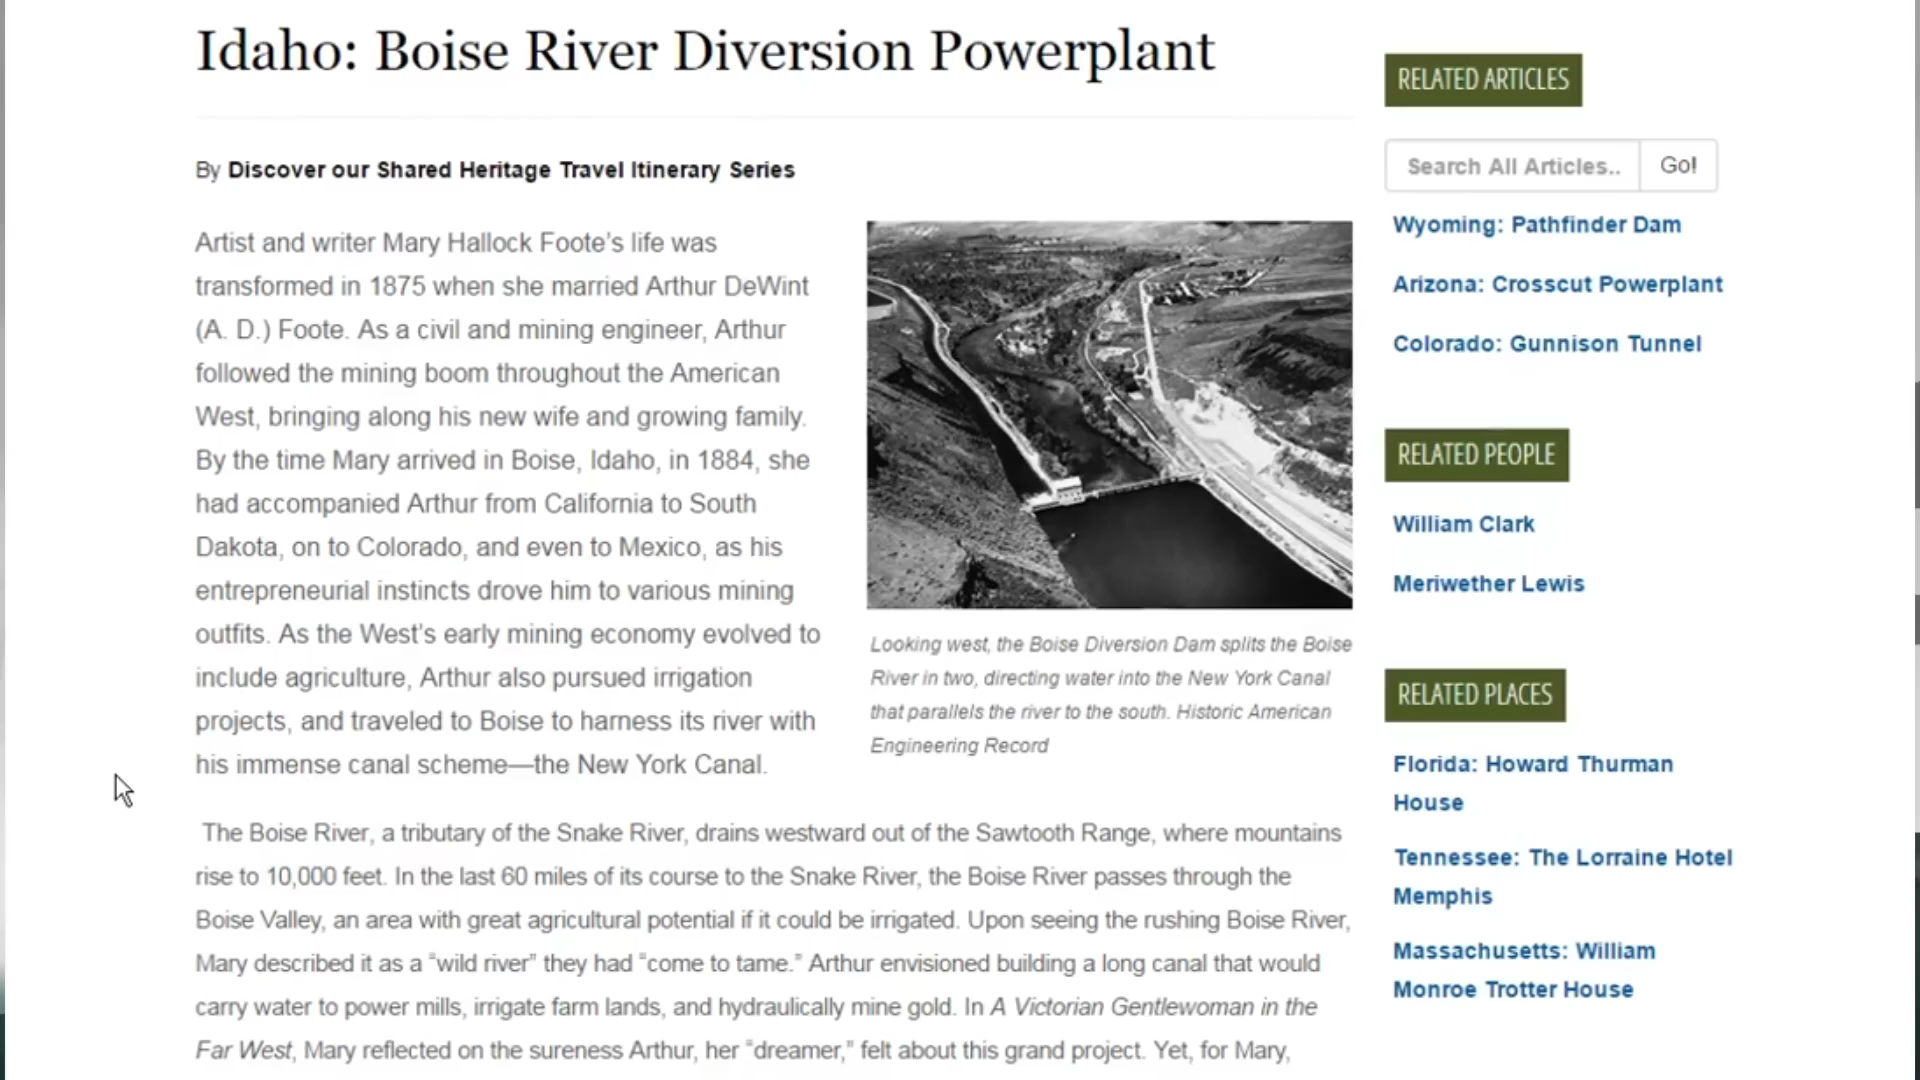 Idaho: Boise River Diversion Powerplant
By Discover our Shared Heritage Travel Itinerary Series
Artist and writer Mary Hallock Foote’s life was
transformed in 1875 when she married Arthur DeWint
(A. D.) Foote. As a civil and mining engineer, Arthur
followed the mining boom throughout the American
West, bringing along his new wife and growing family.
By the time Mary arrived in Boise, Idaho, in 1884, she
had accompanied Arthur from California to South
Dakota, on to Colorado, and even to Mexico, as his
entrepreneurial instincts drove him to various mining
outfits. As the West’s early mining economy evolved to
include agriculture, Arthur also pursued irrigation
projects, and traveled to Boise to harness its river with
his immense canal scheme—the New York Canal.
Looking west, the Boise Diversion Dam splits the Boise
River in two, directing water into the New York Canal
that parallels the river to the south. Historic American
Engineering Record
The Boise River, a tributary of the Snake River, drains westward out of the Sawtooth Range, where mountains
rise to 10,000 feet. In the last 60 miles of its course to the Snake River, the Boise River passes through the
Boise Valley, an area with great agricultural potential if it could be irrigated. Upon seeing the rushing Boise River,
Mary described it as a “wild river” they had “come to tame.” Arthur envisioned building a long canal that would
carry water to power mills, irrigate farm lands, and hydraulically mine gold. In A Victorian Gentlewoman in the
Far West, Mary reflected on the sureness Arthur, her “dreamer,” felt about this grand project. Yet, for Mary,
RELATED ARTICLES
Search All Articles.. Go!
Wyoming: Pathfinder Dam
Arizona: Crosscut Powerplant
Colorado: Gunnison Tunnel
RELATED PEOPLE
William Clark
Meriwether Lewis
RELATED PLACES
Florida: Howard Thurman
House
Tennessee: The Lorraine Hotel
Memphis
Massachusetts: William
Monroe Trotter House